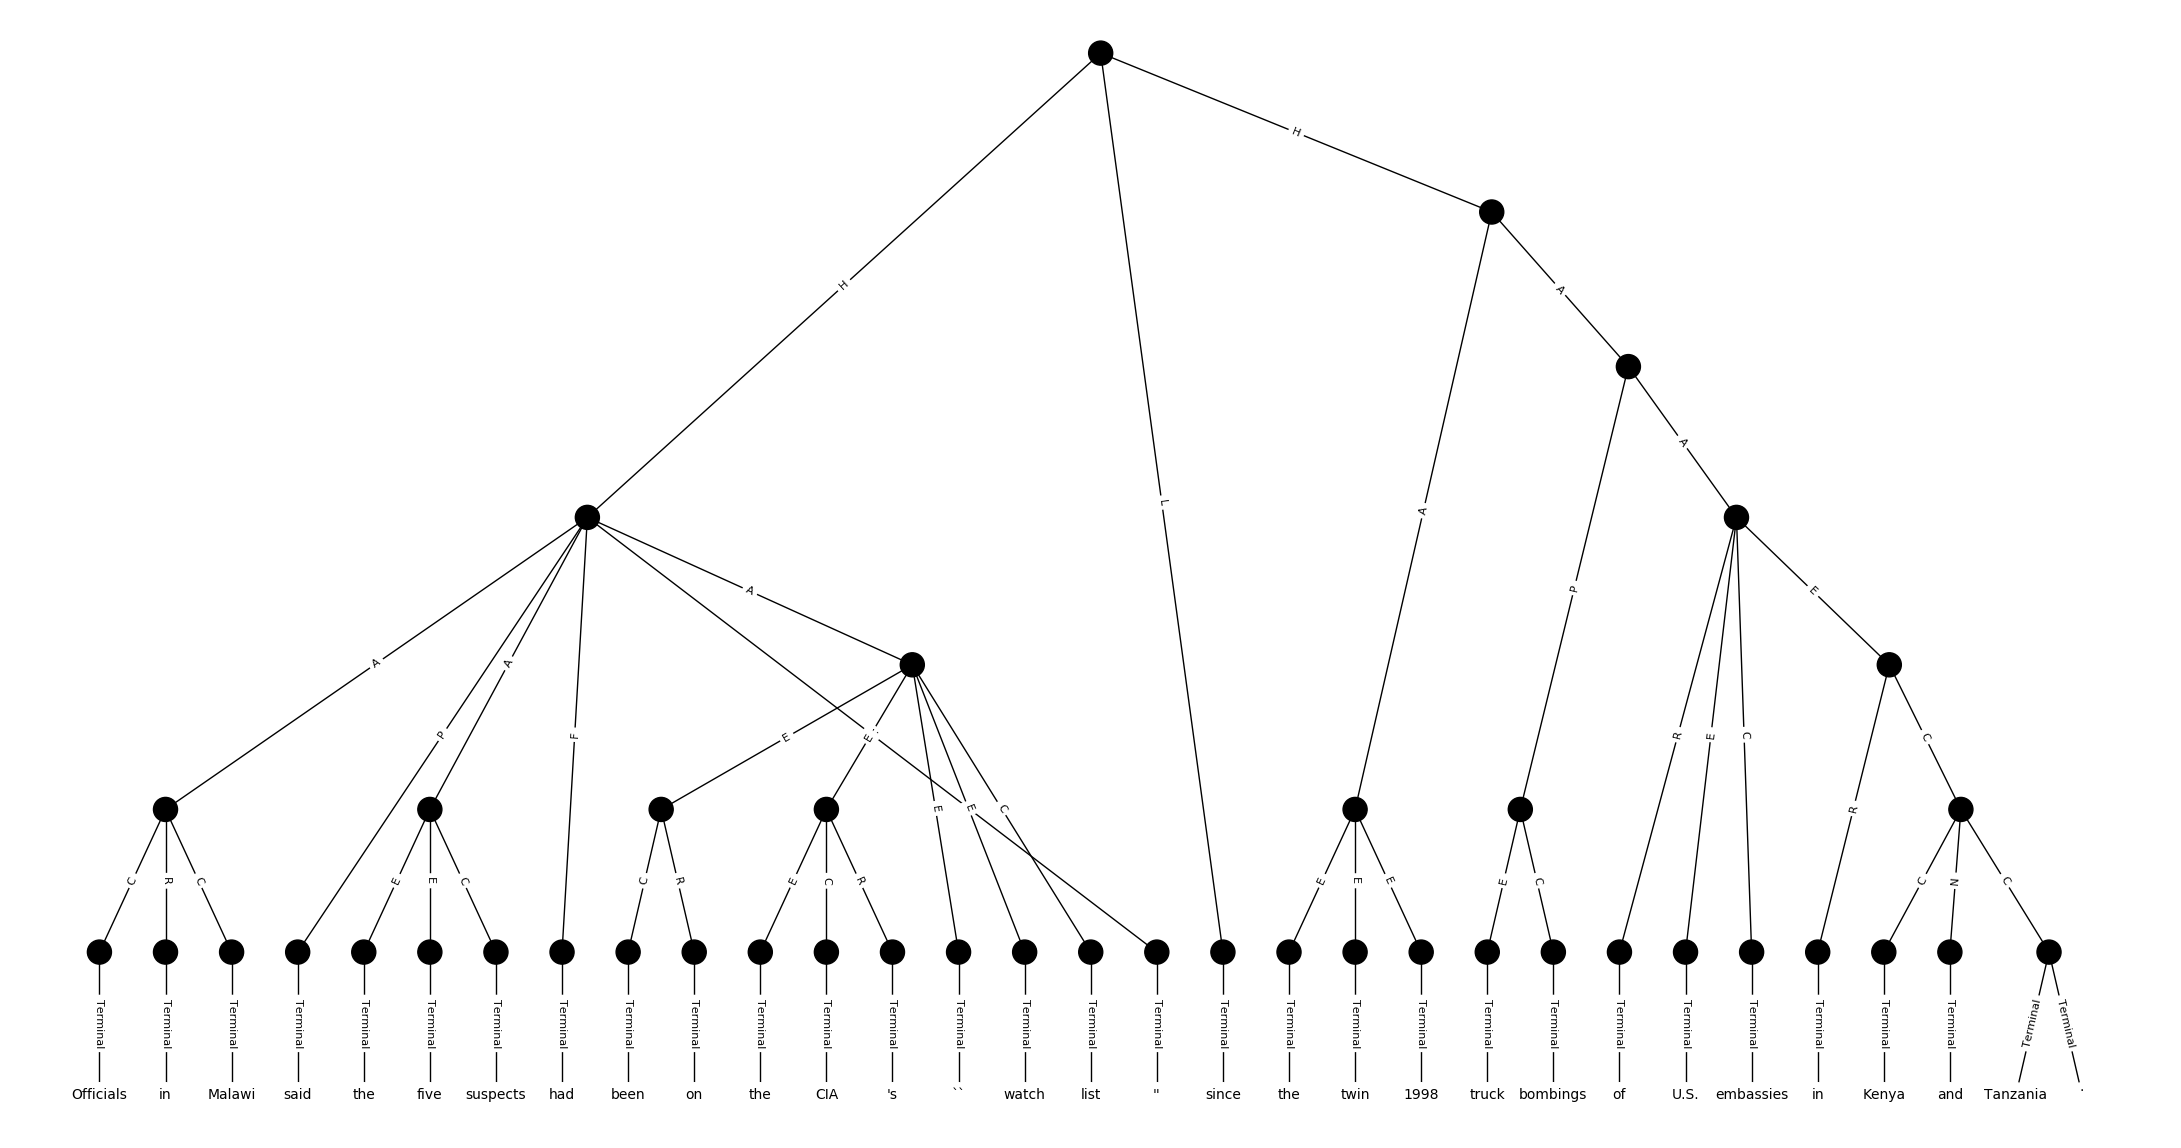 H
H
A
H
A
L
A
A
P
A
E
A
P
A
F
E
E
R
E
C
C
E
E
C
R
C
R
C
E
E
C
C
R
E
C
R
E
E
E
E
C
C
N
C
Terminal Terminal Terminal Terminal Terminal Terminal Terminal Terminal Terminal Terminal Terminal Terminal Terminal Terminal Terminal Terminal Terminal Terminal Terminal Terminal Terminal Terminal Terminal Terminal Terminal Terminal Terminal Terminal Terminal Terminal Terminal
Officials in Malawi said the five suspects had been on the CIA 's `` watch list '' since the twin 1998 truck bombings of U.S. embassies in Kenya and Tanzania .